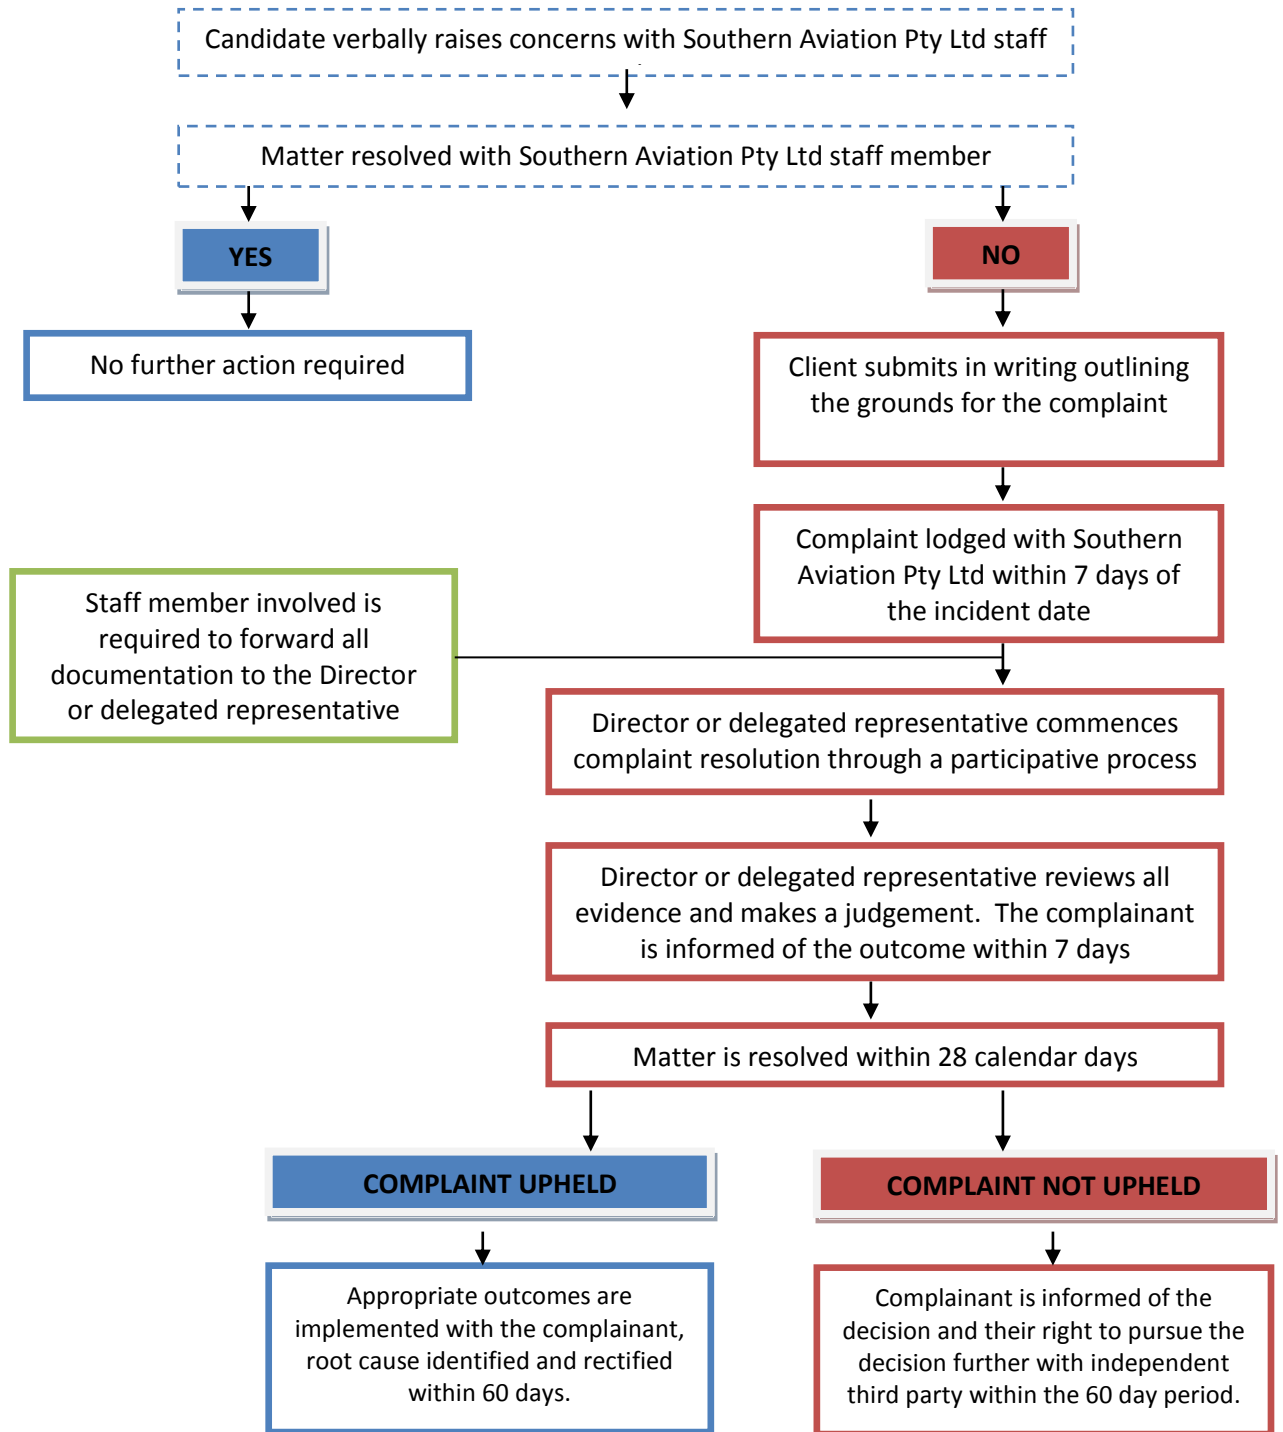 Candidate verbally raises concerns with Southern Aviation Pty Ltd staff
Matter resolved with Southern Aviation Pty Ltd staff member
YES
NO
No further action required
Client submits in writing outlining
the grounds for the complaint
Complaint lodged with Southern
Aviation Pty Ltd within 7 days of
the incident date
Staff member involved is
required to forward all
documentation to the Director
or delegated representative
Director or delegated representative commences
complaint resolution through a participative process
Director or delegated representative reviews all
evidence and makes a judgement.  The complainant
is informed of the outcome within 7 days
Matter is resolved within 28 calendar days
COMPLAINT UPHELD
COMPLAINT NOT UPHELD
Appropriate outcomes are
implemented with the complainant,
root cause identified and rectified
within 60 days.
Complainant is informed of the
decision and their right to pursue the
decision further with independent
third party within the 60 day period.